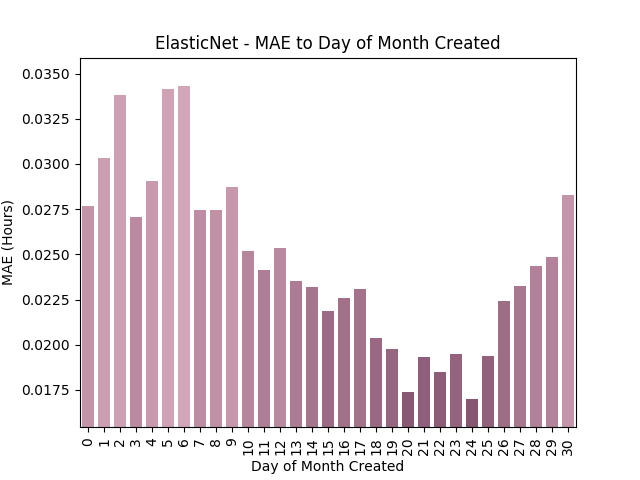 ElasticNet - MAE to Day of Month Created
MAE (Hours)
0.0350
0.0325
0.0300
0.0275
0.0250
0.0225
0.0200
0.0175
0 1 2 3 4 5 6 7 8 9 10 11 12 13 14 15 16 17 18 19 20 21 22 23 24 25 26 27 28 29 30
Day of Month Created